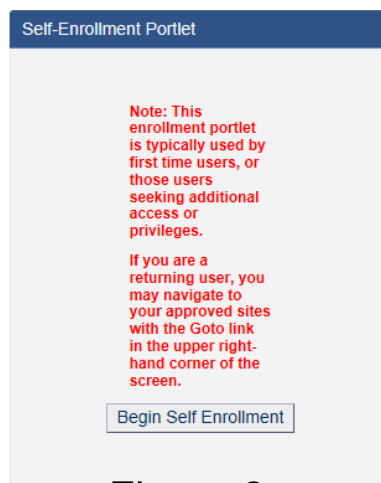 Self-Enrollment Portlet
Note: This
enrollment portlet
is typically used by
first time users, or
those users
seeking additional
access or
privileges.
If you are a
returning user, you
may navigate to
your approved sites
with the Goto link
in the upper right-
hand corner of the
screen.
Begin Self Enrollment